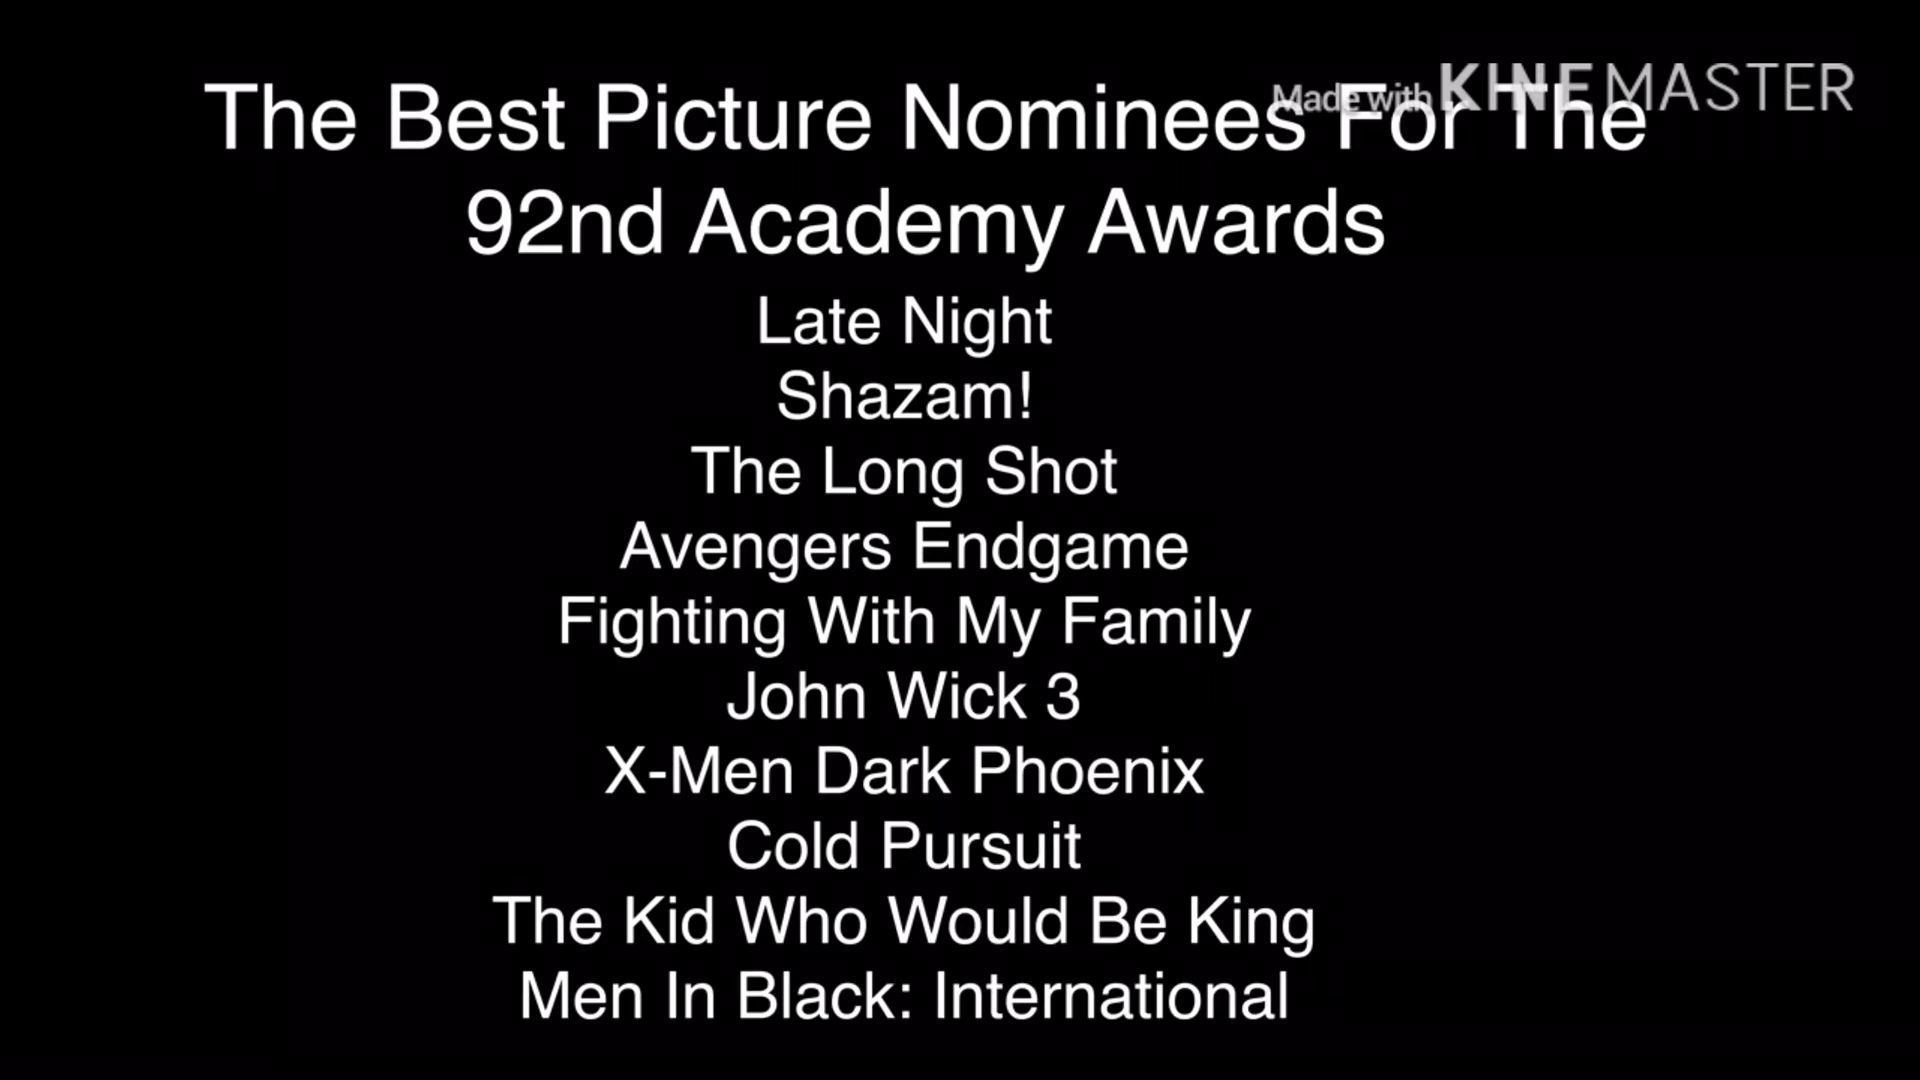 Made with KINEMASTER
The Best Picture Nominees For The
92nd Academy Awards
Late Night
Shazam!
The Long Shot
Avengers Endgame
Fighting With My Family
John Wick 3
X-Men Dark Phoenix
Cold Pursuit
The Kid Who Would Be King
Men In Black: International